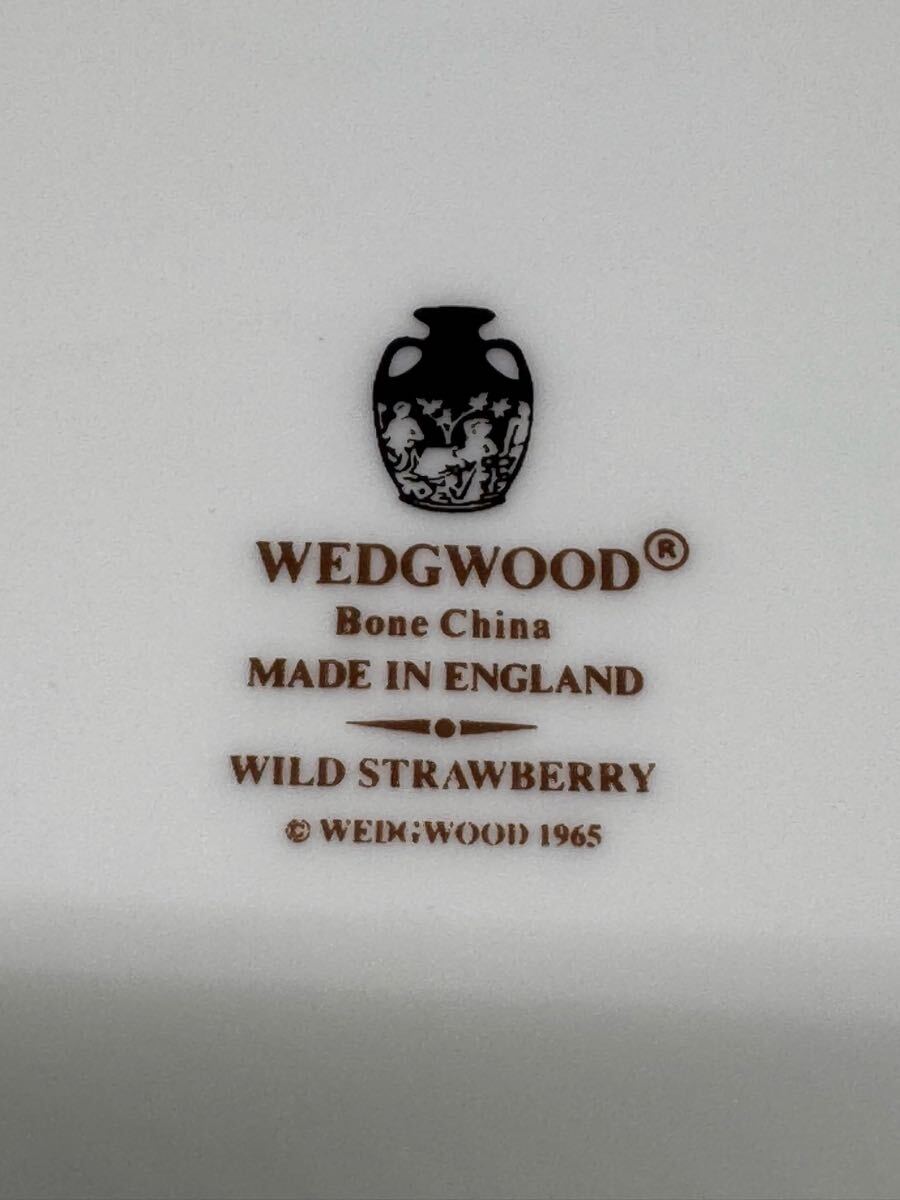 WEDGWOOD®
Bone China
MADE IN ENGLAND
WILD STRAWBERRY
© WEDGWOOD 1965